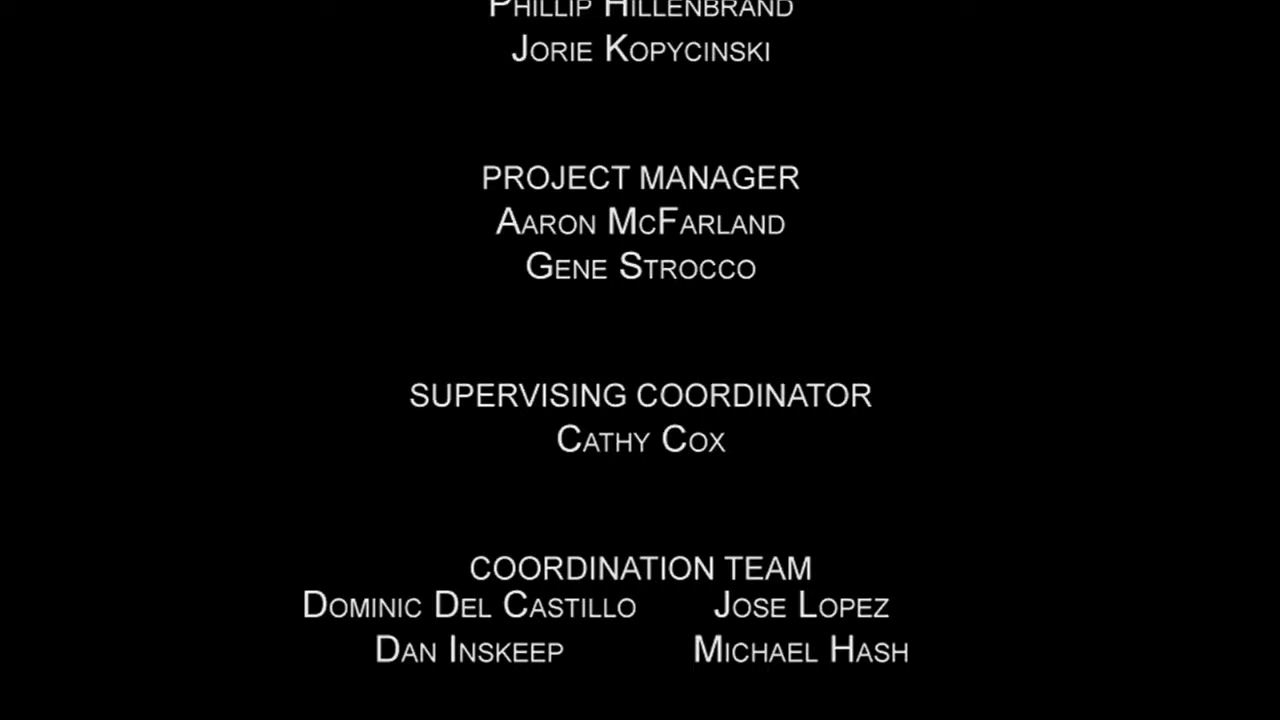 Phillip Hillenbrand
Jorie Kopycinski
PROJECT MANAGER
Aaron McFarland
Gene Strocco
SUPERVISING COORDINATOR
Cathy Cox
COORDINATION TEAM
Dominic Del Castillo Jose Lopez
Dan Inskeep Michael Hash